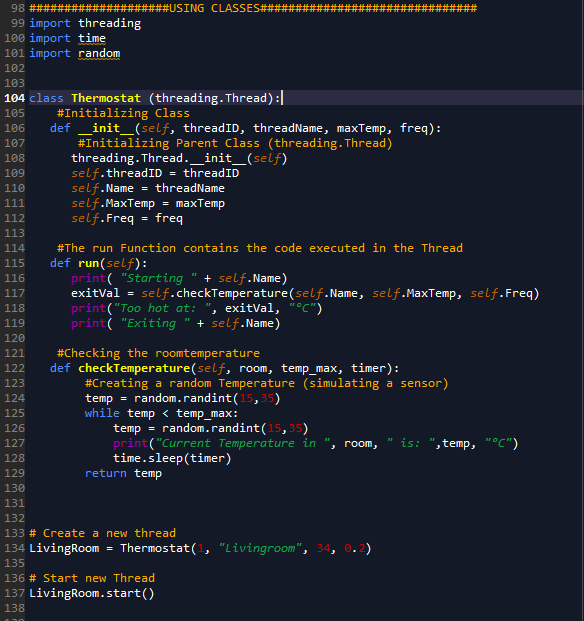 98 ####################USING CLASSES###############################
99 import threading
100 import time
101 import random
102
103
104 class Thermostat (threading.Thread):
105     #Initializing Class
106    def __init__(self, threadID, threadName, maxTemp, freq):
107        #Initializing Parent Class (threading.Thread)
108       threading.Thread.__init__(self)
109       self.threadID = threadID
110       self.Name = threadName
111       self.MaxTemp = maxTemp
112       self.Freq = freq
113
114     #The run Function contains the code executed in the Thread
115    def run(self):
116       print( "Starting " + self.Name)
117       exitVal = self.checkTemperature(self.Name, self.MaxTemp, self.Freq)
118       print("Too hot at: ", exitVal, "°C")
119       print( "Exiting " + self.Name)
120
121     #Checking the roomtemperature
122    def checkTemperature(self, room, temp_max, timer):
123         #Creating a random Temperature (simulating a sensor)
124         temp = random.randint(15,35)
125         while temp < temp_max:
126             temp = random.randint(15,35)
127             print("Current Temperature in ", room, " is: ",temp, "°C")
128             time.sleep(timer)
129         return temp
130
131
132
133 # Create a new thread
134 LivingRoom = Thermostat(1, "Livingroom", 34, 0.2)
135
136 # Start new Thread
137 LivingRoom.start()
138